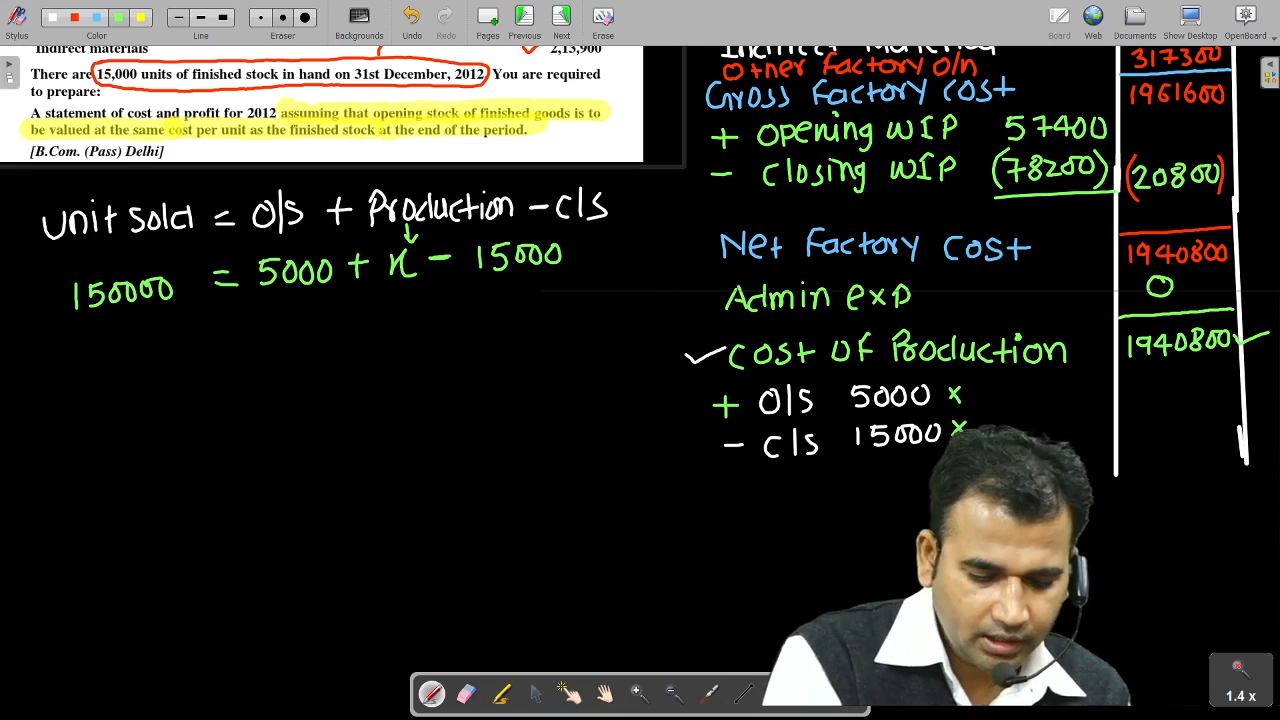 Stylus
Color
Line
Eraser
Backgrounds
Undo
Redo
Pages
Previous
Next
Erase
Board
Web
Documents
Show Desktop
OpenBoard
Indirect materials 2,13,900
There are 15,000 units of finished stock in hand on 31st December, 2012. You are required
to prepare:
A statement of cost and profit for 2012 assuming that opening stock of finished goods is to
be valued at the same cost per unit as the finished stock at the end of the period.
[B.Com. (Pass) Delhi]
unit sold = O/S + Production - C/S
150000 = 5000 + x - 15000
Other factory o/h 317300
Gross Factory Cost 1961600
+ opening WIP 57400
- closing WIP (78200) (20800)
Net Factory Cost 1940800
Admin exp 0
✓ Cost of Production 1940800 ✓
+ O/S 5000 x
- C/S 15000 x
1.4 x